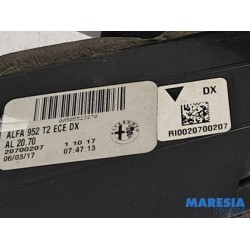 ALFA 952 T2 ECE DX
AL 20.70
20700207
1 10 17
06/03/17
07:47:13
DX
RI0020700207
MARESIA